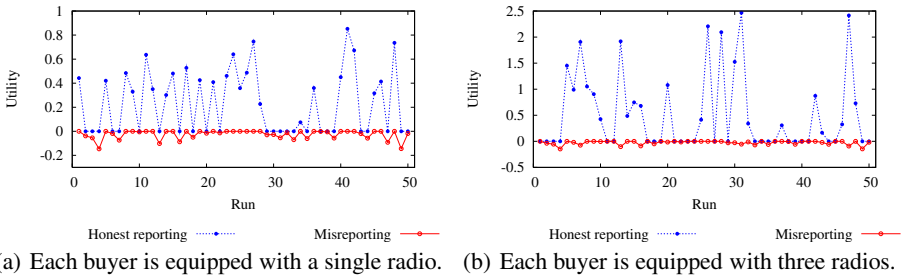 1
0.8
0.6
0.4
0.2
0
-0.2
Utility
0 10 20 30 40 50
Run
Honest reporting Misreporting
2.5
2
1.5
1
0.5
0
-0.5
Utility
0 10 20 30 40 50
Run
Honest reporting Misreporting
a) Each buyer is equipped with a single radio. (b) Each buyer is equipped with three radios.